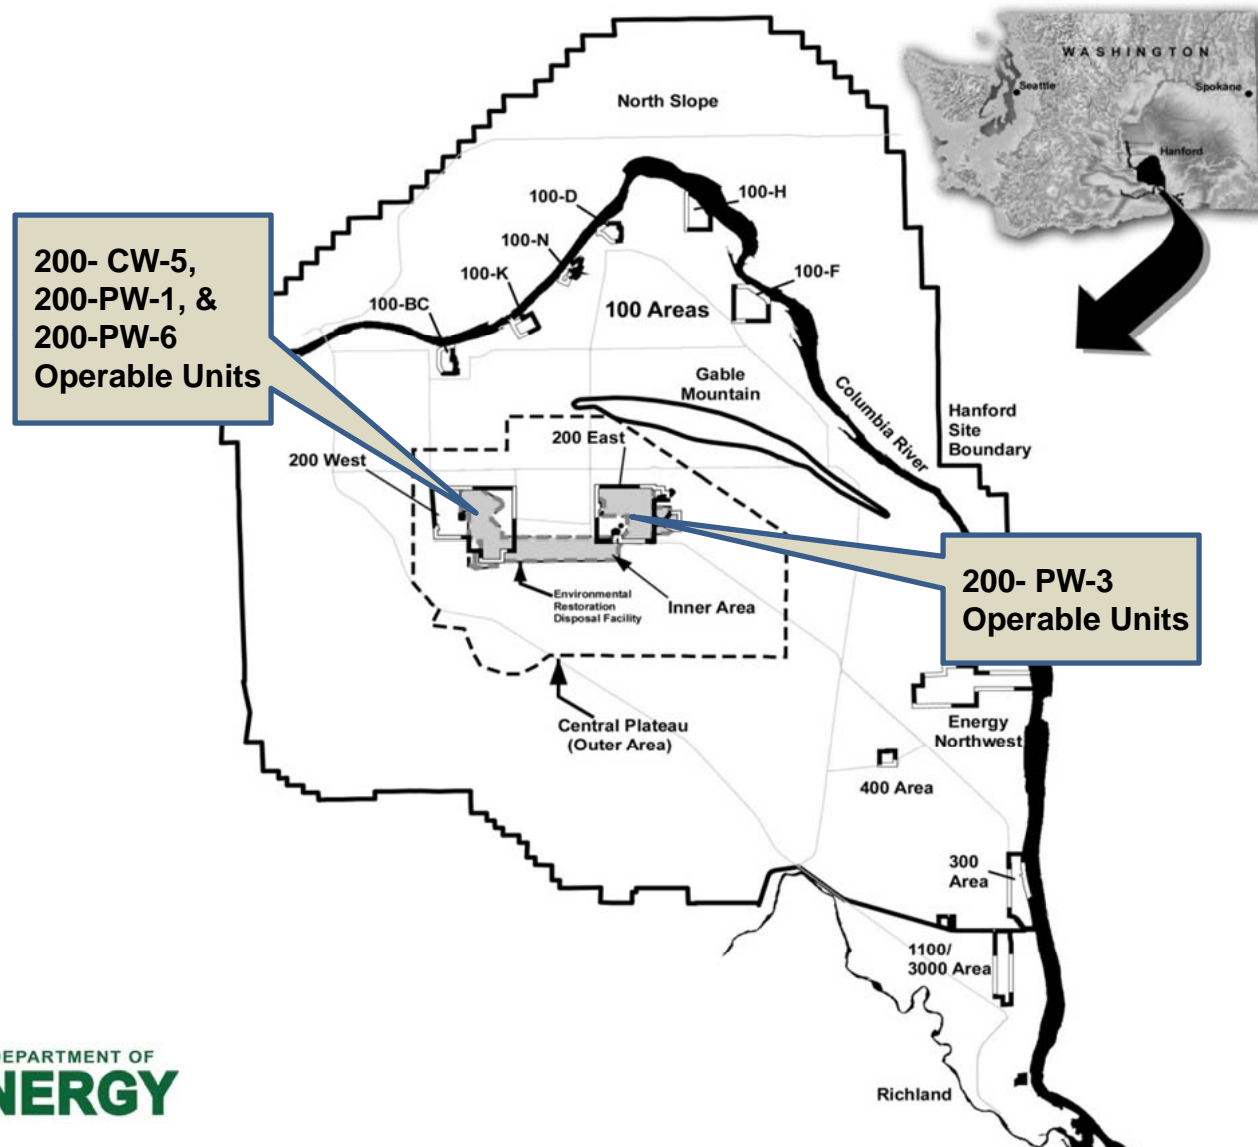 WASHINGTON
Seattle
Spokane
Hanford
North Slope
100-D
100-H
100-N
100-K
100-F
100-BC
100 Areas
200- CW-5,
200-PW-1, &
200-PW-6
Operable Units
Gable
Mountain
Columbia River
Hanford
Site
Boundary
200 East
200 West
Environmental
Restoration
Disposal Facility
Inner Area
200- PW-3
Operable Units
Central Plateau
(Outer Area)
Energy
Northwest
400 Area
300
Area
1100/
3000 Area
Richland
EPARTMENT OF
NERGY